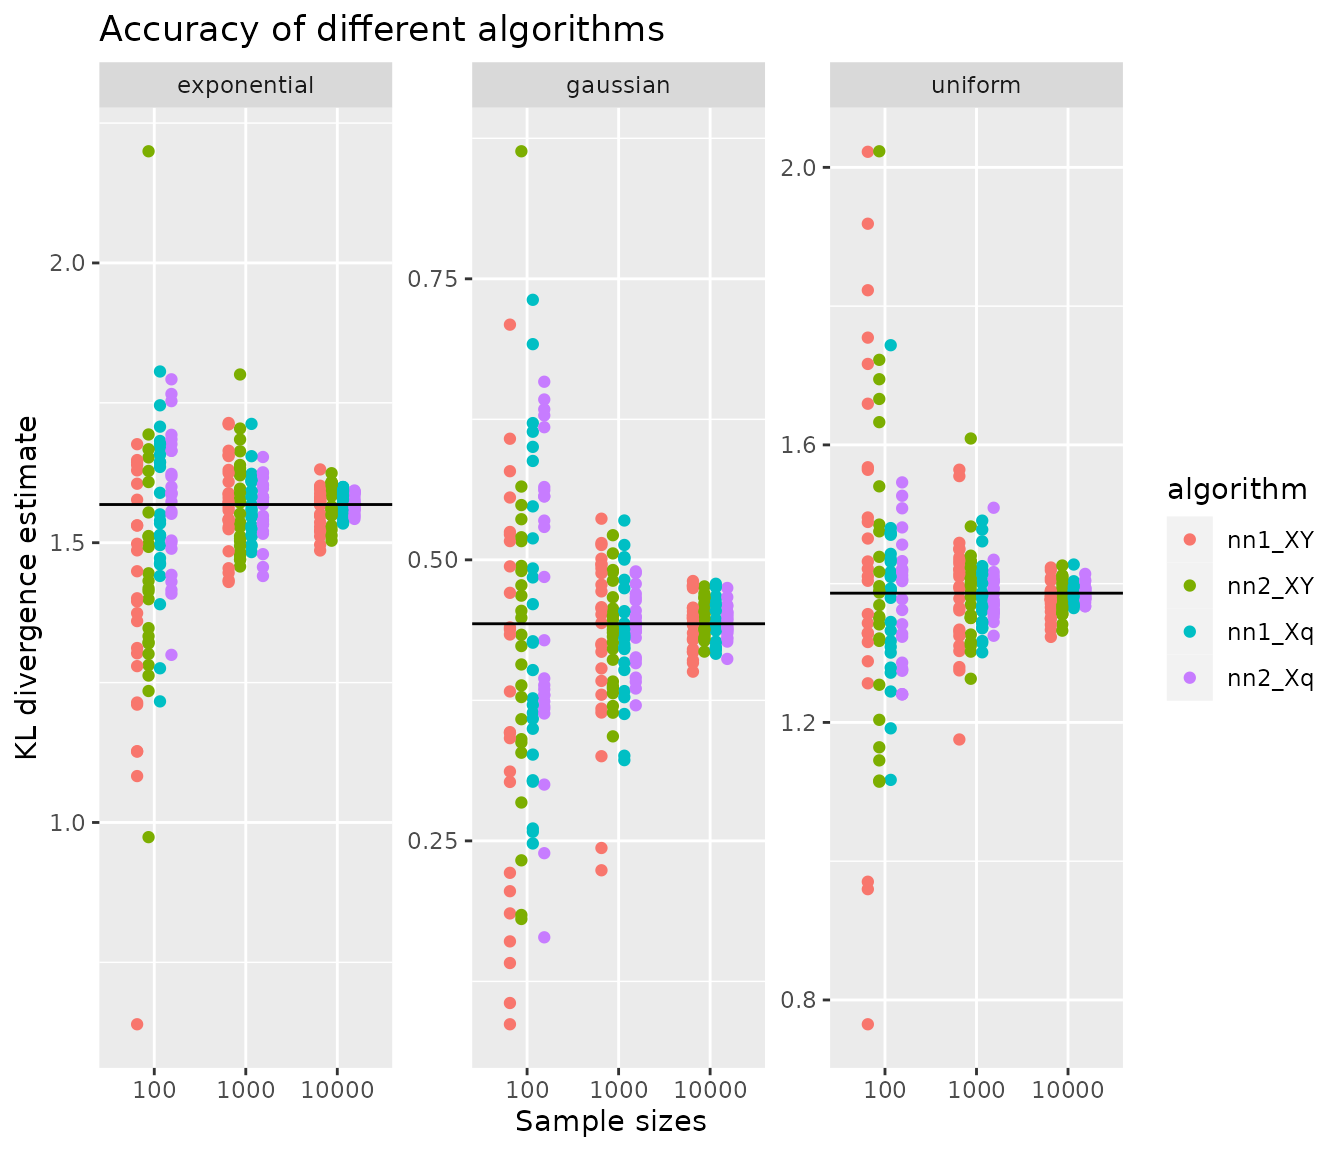 Accuracy of different algorithms
exponential
gaussian
uniform
KL divergence estimate
2.0
1.5
1.0
0.75
0.50
0.25
2.0
1.6
1.2
0.8
100 1000 10000
100 1000 10000
100 1000 10000
Sample sizes
algorithm
nn1_XY
nn2_XY
nn1_Xq
nn2_Xq